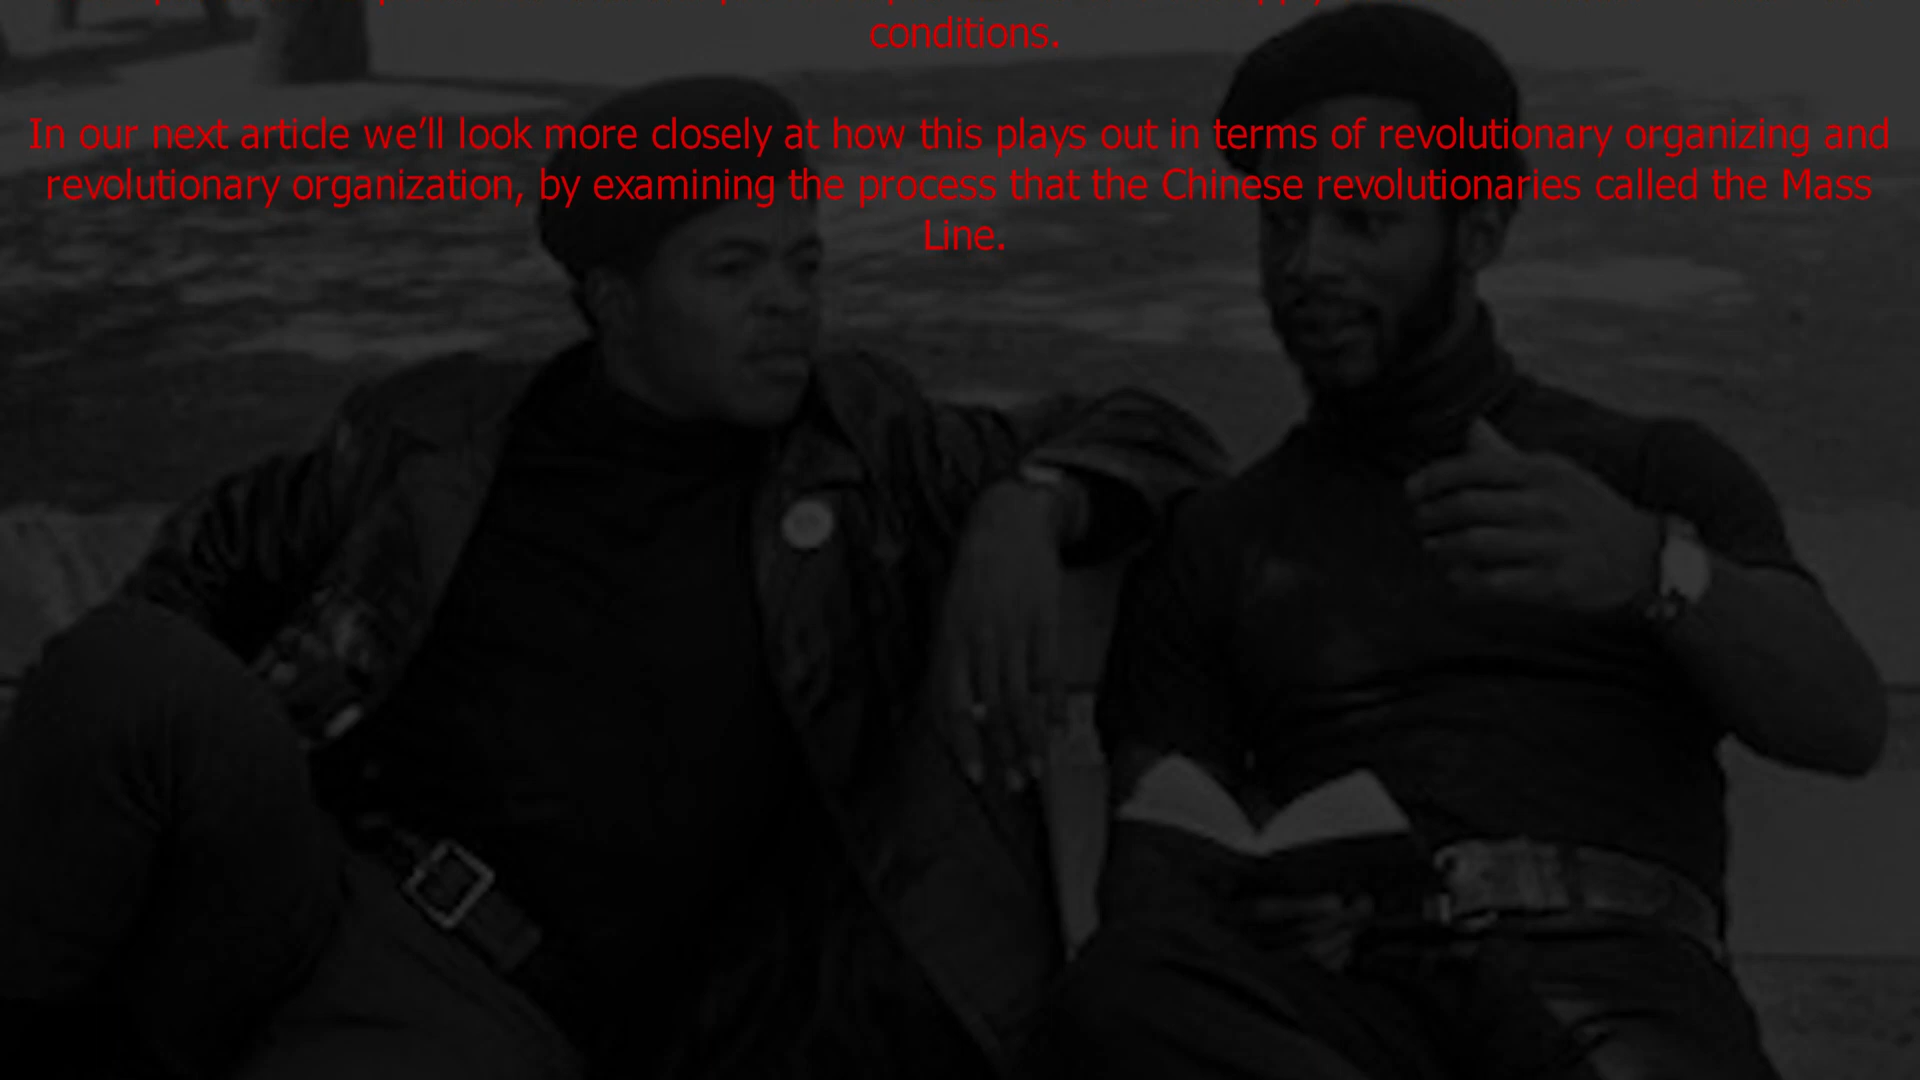 conditions.
In our next article we’ll look more closely at how this plays out in terms of revolutionary organizing and
revolutionary organization, by examining the process that the Chinese revolutionaries called the Mass
Line.